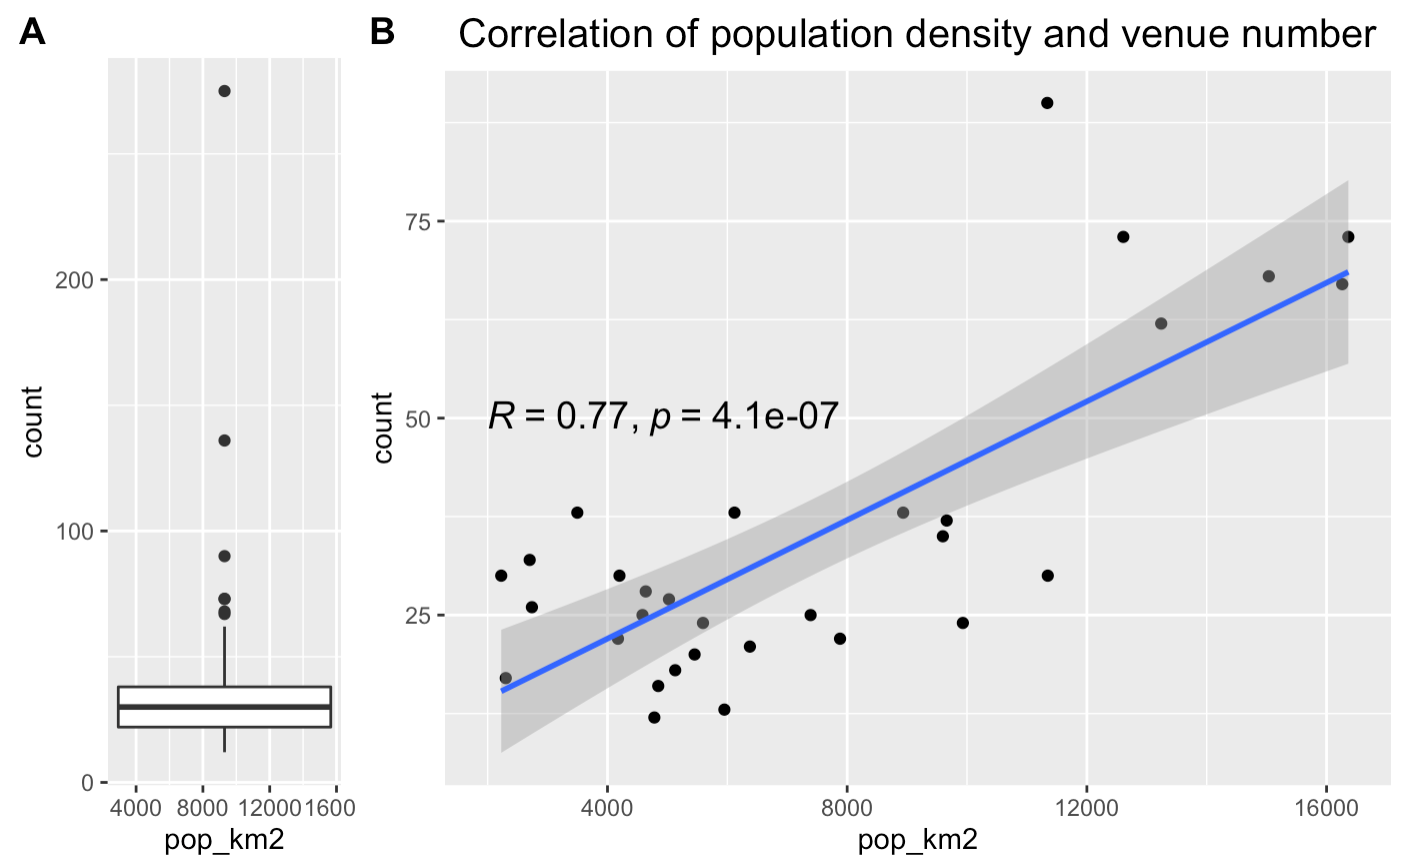 A
count
200
100
0
4000 8000 12000 1600
pop_km2
B
Correlation of population density and venue number
count
75
50
25
R = 0.77, p = 4.1e-07
4000 8000 12000 16000
pop_km2